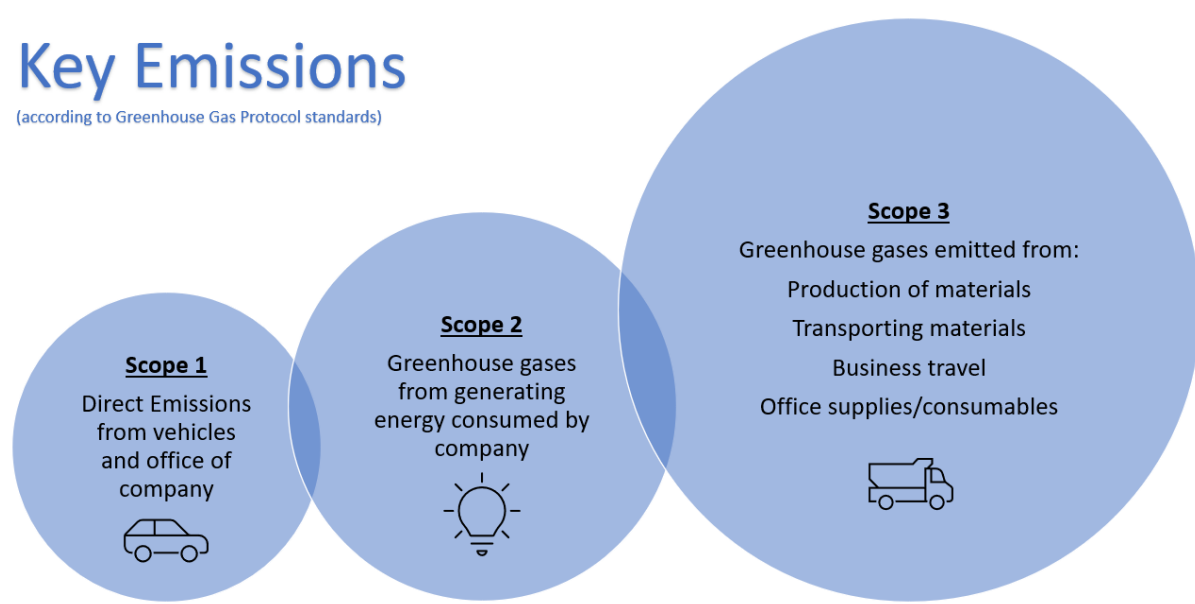 Key Emissions
(according to Greenhouse Gas Protocol standards)
Scope 1
Direct Emissions
from vehicles
and office of
company
Scope 2
Greenhouse gases
from generating
energy consumed by
company
Scope 3
Greenhouse gases emitted from:
Production of materials
Transporting materials
Business travel
Office supplies/consumables